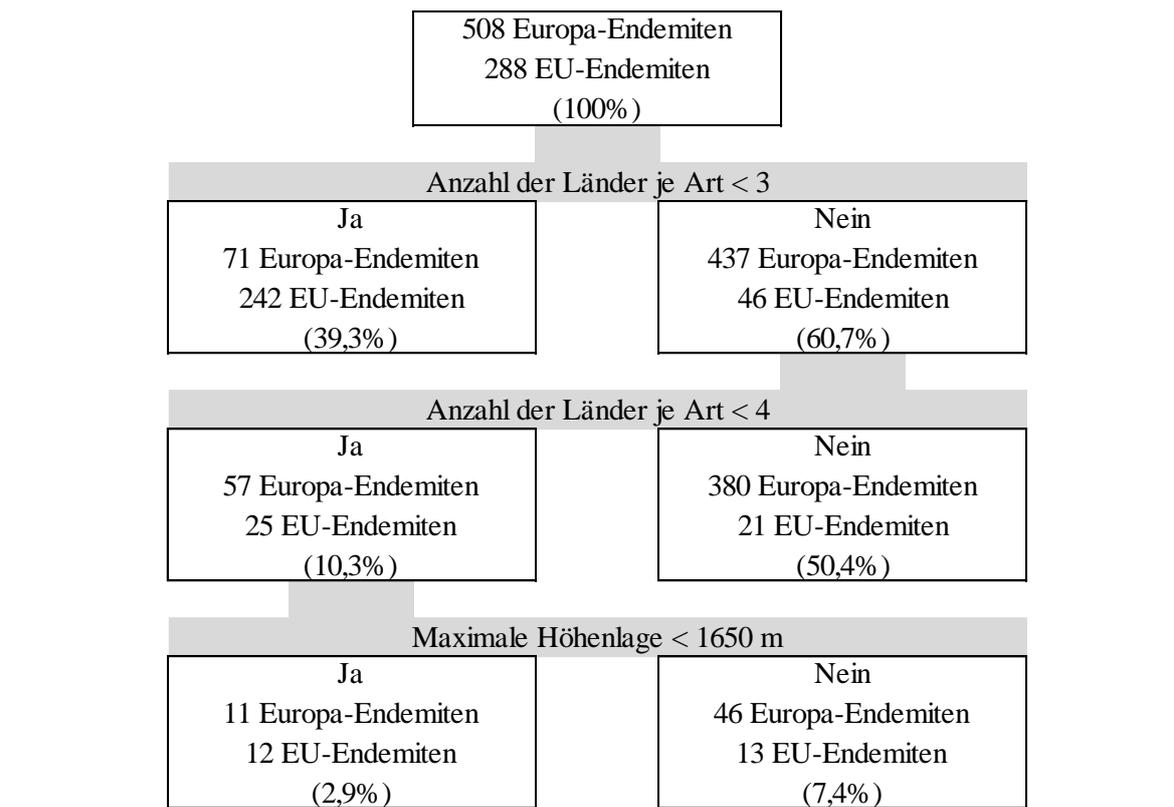 508 Europa-Endemiten
288 EU-Endemiten
(100%)
Anzahl der Länder je Art < 3
Ja
71 Europa-Endemiten
242 EU-Endemiten
(39,3%)
Nein
437 Europa-Endemiten
46 EU-Endemiten
(60,7%)
Anzahl der Länder je Art < 4
Ja
57 Europa-Endemiten
25 EU-Endemiten
(10,3%)
Nein
380 Europa-Endemiten
21 EU-Endemiten
(50,4%)
Maximale Höhenlage < 1650 m
Ja
11 Europa-Endemiten
12 EU-Endemiten
(2,9%)
Nein
46 Europa-Endemiten
13 EU-Endemiten
(7,4%)